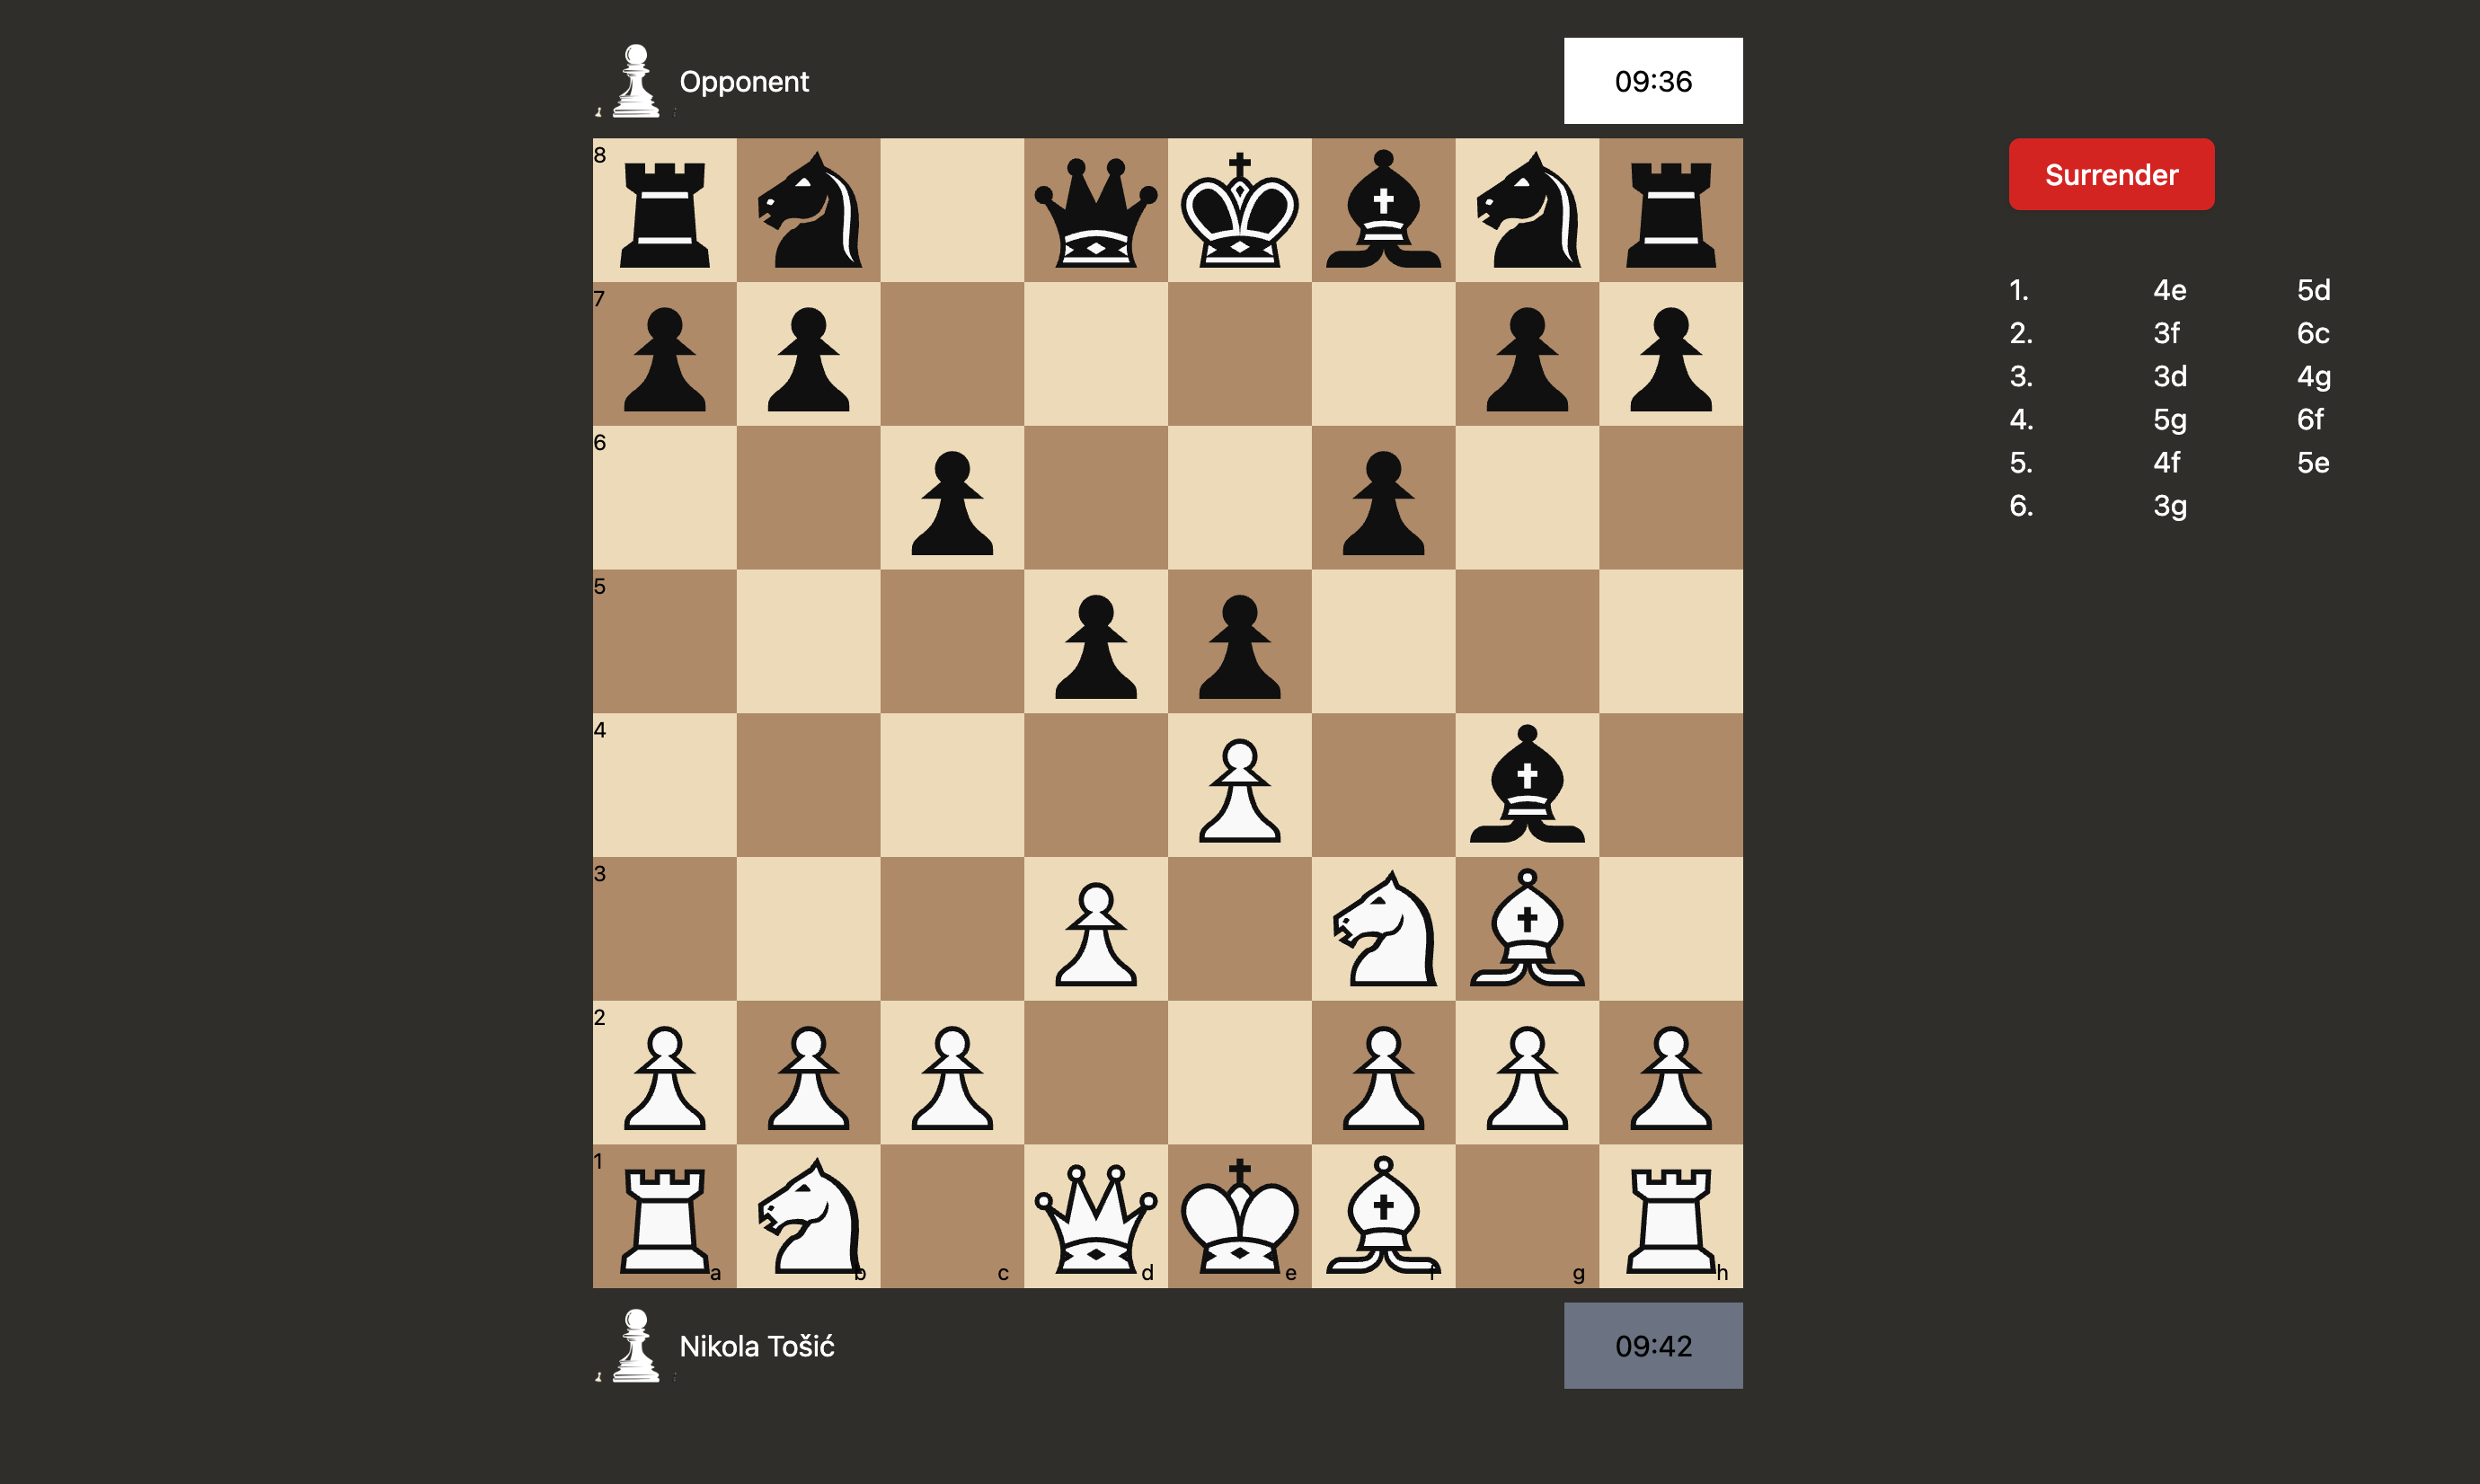 Opponent 09:36
Surrender
8
7
6
5
4
3
2
1
a b c d e f g h
1. 4e 5d
2. 3f 6c
3. 3d 4g
4. 5g 6f
5. 4f 5e
6. 3g
Nikola Tošić 09:42